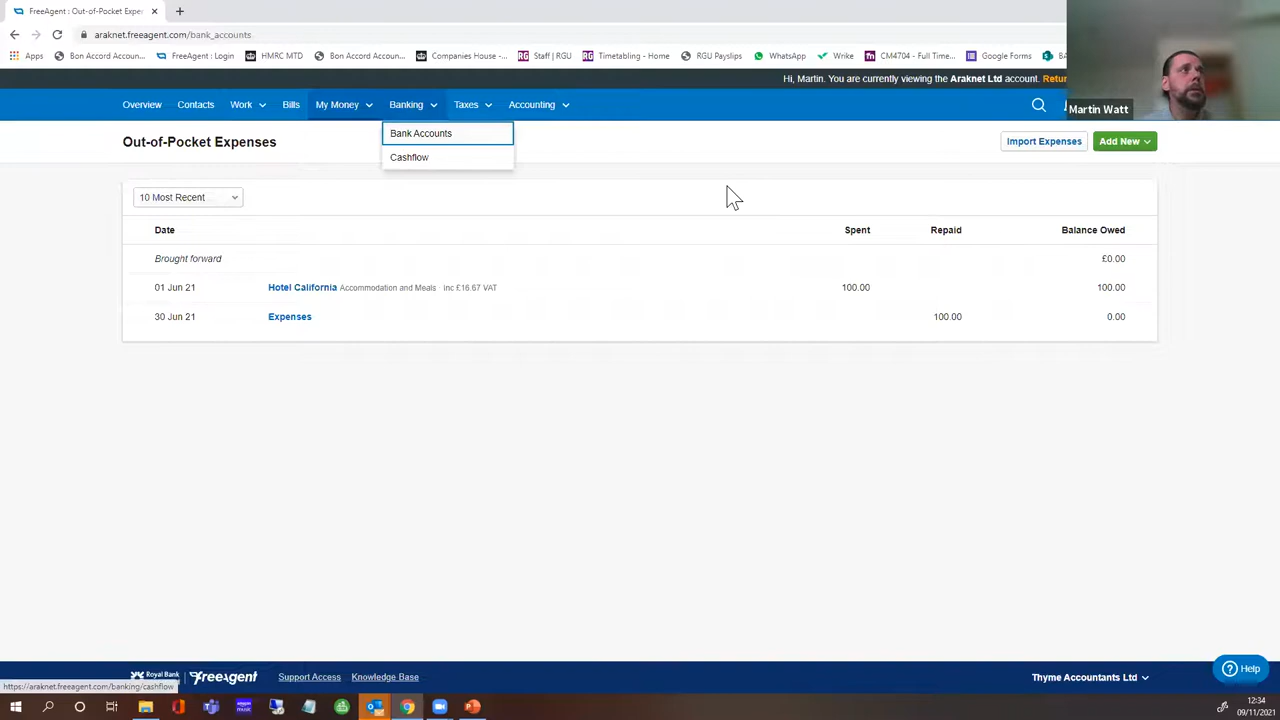 FreeAgent : Out-of-Pocket Expe
araknet.freeagent.com/bank_accounts
Apps Bon Accord Accoun... FreeAgent : Login HMRC MTD Bon Accord Accoun... Companies House -... Staff | RGU Timetabling - Home RGU Payslips WhatsApp Wrike CM4704 - Full Time... Google Forms
Hi, Martin. You are currently viewing the Araknet Ltd account.
Martin Watt
Overview Contacts Work Bills My Money Banking Taxes Accounting
Bank Accounts
Cashflow
Out-of-Pocket Expenses
Import Expenses Add New
10 Most Recent
Date Spent Repaid Balance Owed
Brought forward £0.00
01 Jun 21 Hotel California Accommodation and Meals inc £16.67 VAT 100.00 100.00
30 Jun 21 Expenses 100.00 0.00
Help
Royal Bank FreeAgent Support Access Knowledge Base Thyme Accountants Ltd
https://araknet.freeagent.com/banking/cashflow
12:34
09/11/2021